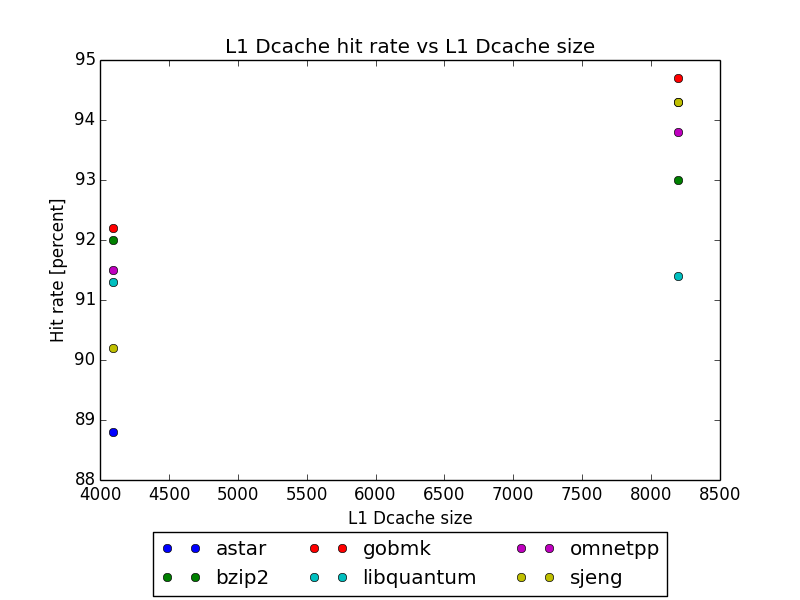 L1 Dcache hit rate vs L1 Dcache size
95
94
93
92
91
90
89
88
Hit rate [percent]
4000 4500 5000 5500 6000 6500 7000 7500 8000 8500
L1 Dcache size
astar gobmk omnetpp
bzip2 libquantum sjeng